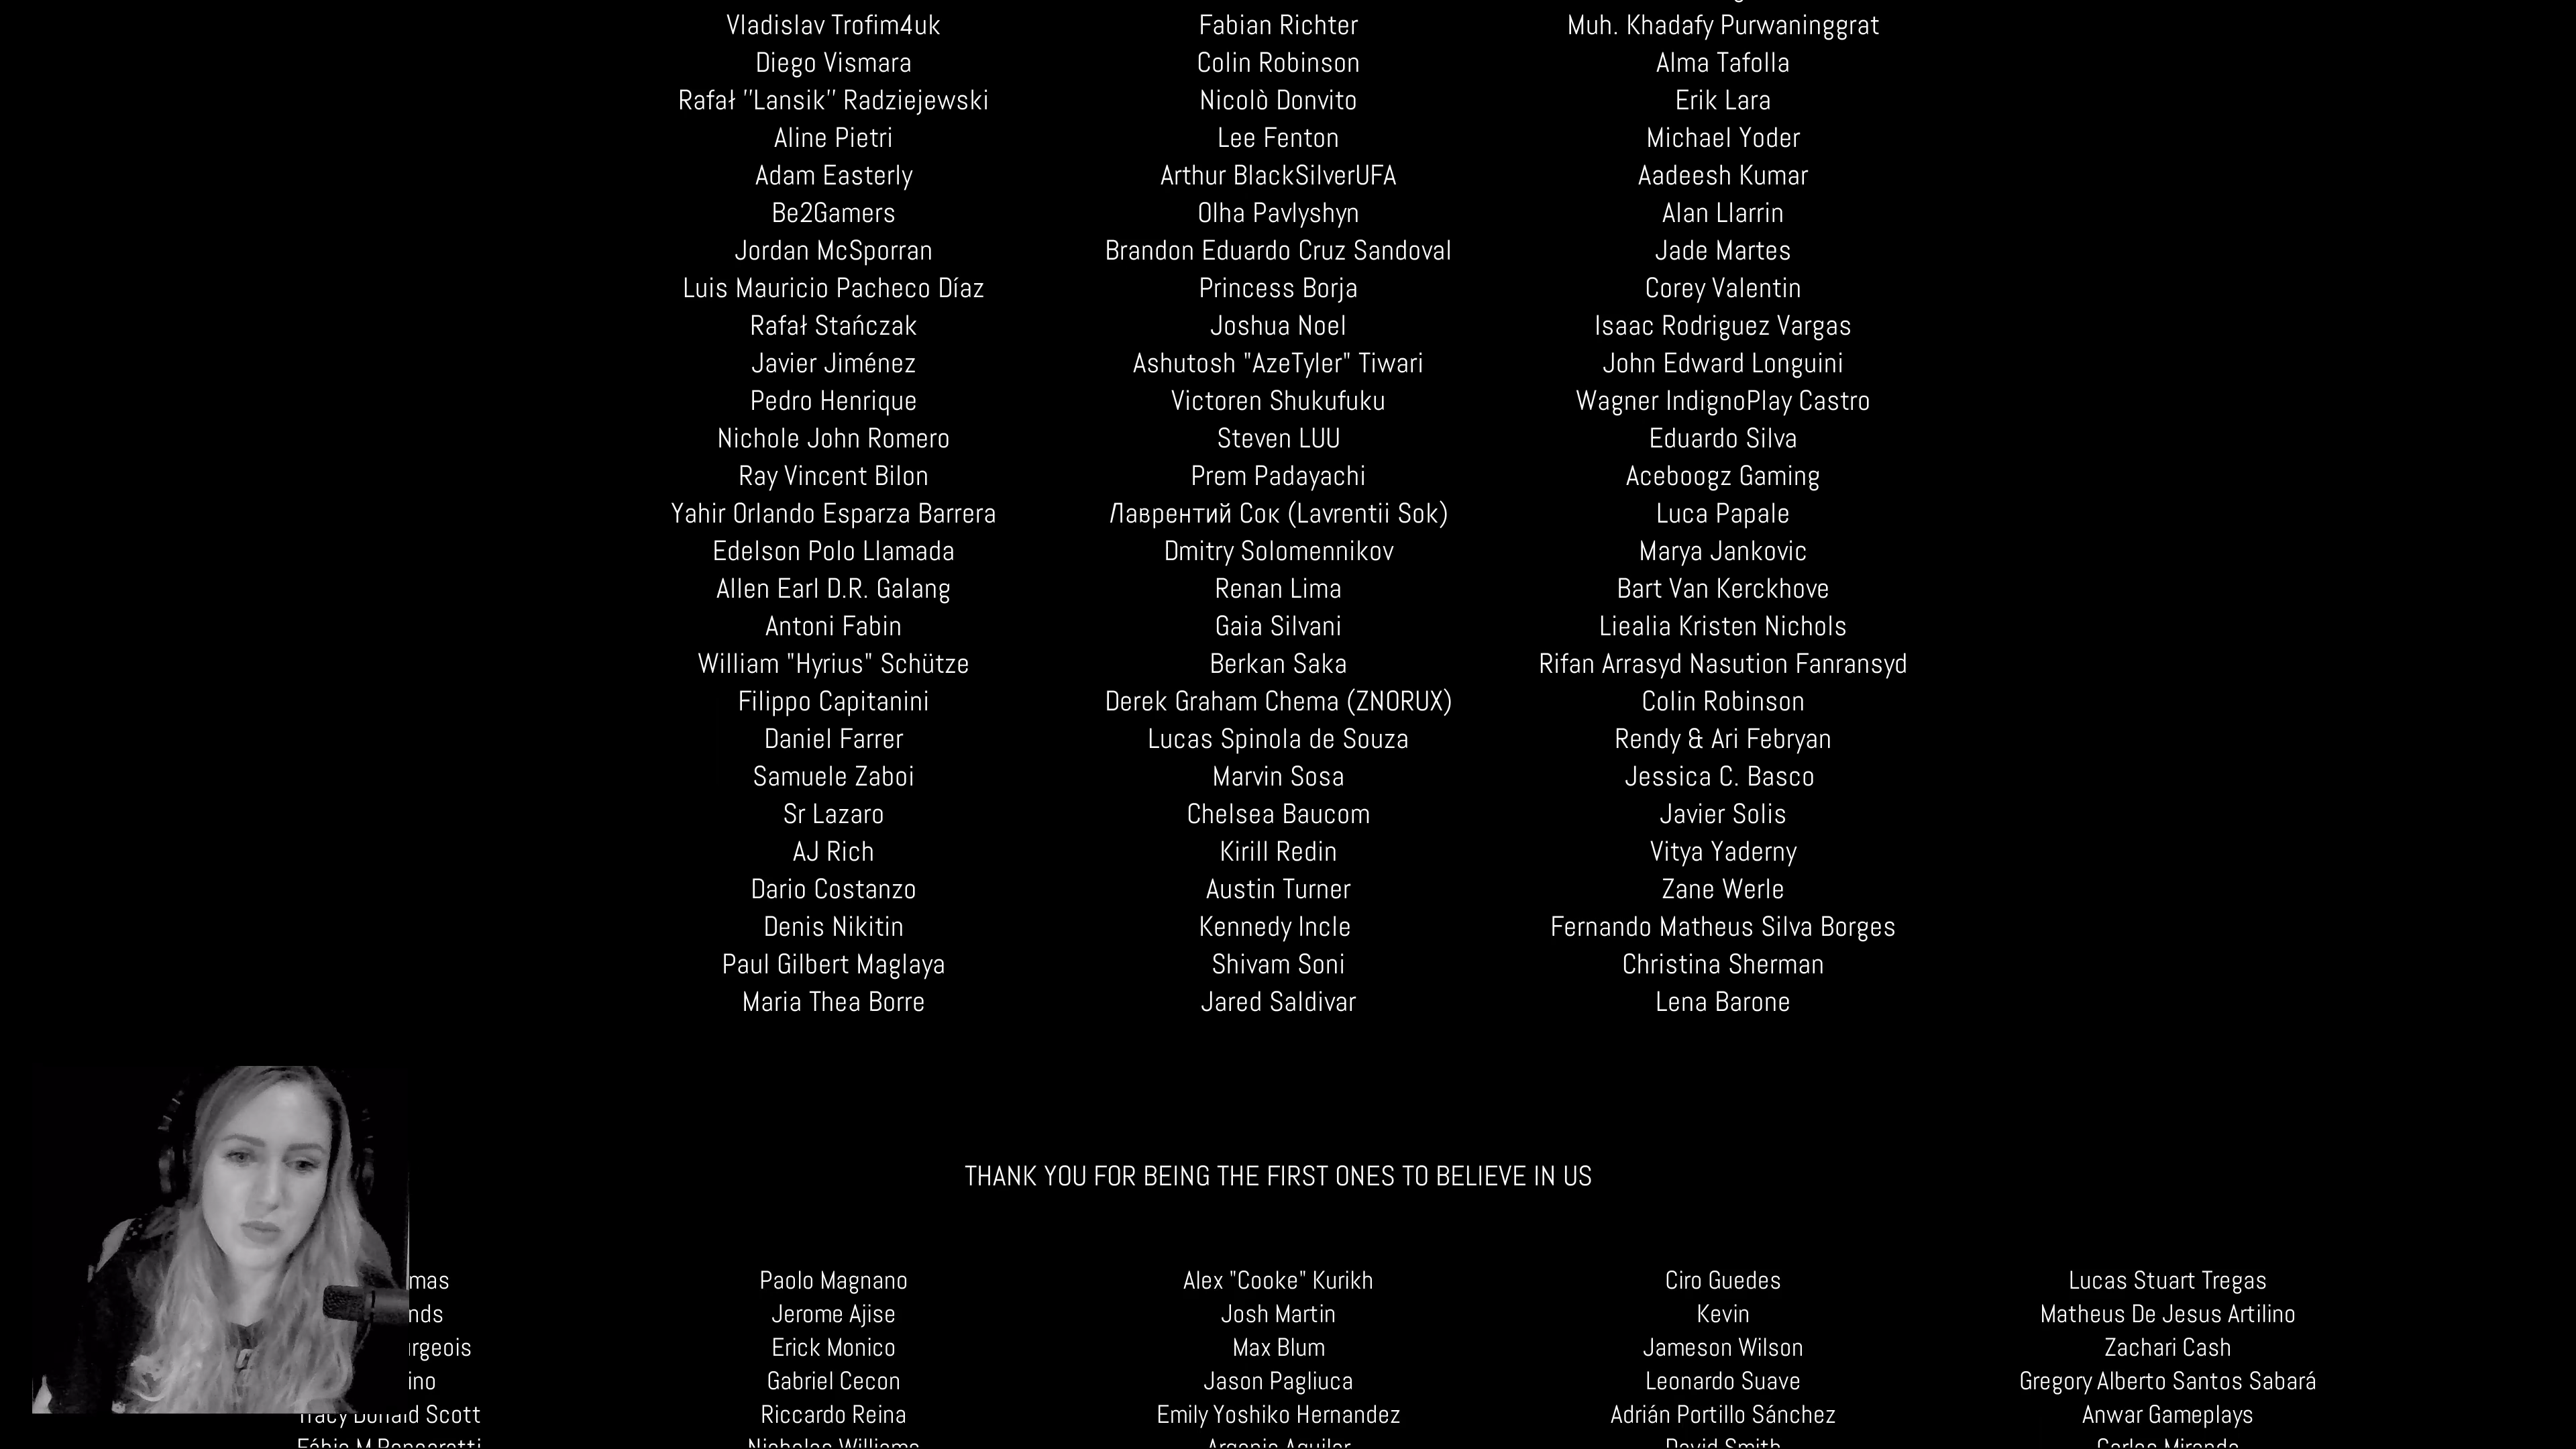 Vladislav Trofim4uk Fabian Richter Muh. Khadafy Purwaninggrat
Diego Vismara Colin Robinson Alma Tafolla
Rafał ''Lansik'' Radziejewski Nicolò Donvito Erik Lara
Aline Pietri Lee Fenton Michael Yoder
Adam Easterly Arthur BlackSilverUFA Aadeesh Kumar
Be2Gamers Olha Pavlyshyn Alan Llarrin
Jordan McSporran Brandon Eduardo Cruz Sandoval Jade Martes
Luis Mauricio Pacheco Díaz Princess Borja Corey Valentin
Rafał Stańczak Joshua Noel Isaac Rodriguez Vargas
Javier Jiménez Ashutosh "AzeTyler" Tiwari John Edward Longuini
Pedro Henrique Victoren Shukufuku Wagner IndignoPlay Castro
Nichole John Romero Steven LUU Eduardo Silva
Ray Vincent Bilon Prem Padayachi Aceboogz Gaming
Yahir Orlando Esparza Barrera Лаврентий Сок (Lavrentii Sok) Luca Papale
Edelson Polo Llamada Dmitry Solomennikov Marya Jankovic
Allen Earl D.R. Galang Renan Lima Bart Van Kerckhove
Antoni Fabin Gaia Silvani Liealia Kristen Nichols
William "Hyrius" Schütze Berkan Saka Rifan Arrasyd Nasution Fanransyd
Filippo Capitanini Derek Graham Chema (ZNORUX) Colin Robinson
Daniel Farrer Lucas Spinola de Souza Rendy & Ari Febryan
Samuele Zaboi Marvin Sosa Jessica C. Basco
Sr Lazaro Chelsea Baucom Javier Solis
AJ Rich Kirill Redin Vitya Yaderny
Dario Costanzo Austin Turner Zane Werle
Denis Nikitin Kennedy Incle Fernando Matheus Silva Borges
Paul Gilbert Maglaya Shivam Soni Christina Sherman
Maria Thea Borre Jared Saldivar Lena Barone
THANK YOU FOR BEING THE FIRST ONES TO BELIEVE IN US
Paolo Magnano Alex "Cooke" Kurikh Ciro Guedes Lucas Stuart Tregas
Jerome Ajise Josh Martin Kevin Matheus De Jesus Artilino
Erick Monico Max Blum Jameson Wilson Zachari Cash
Gabriel Cecon Jason Pagliuca Leonardo Suave Gregory Alberto Santos Sabará
Scott Riccardo Reina Emily Yoshiko Hernandez Adrián Portillo Sánchez Anwar Gameplays